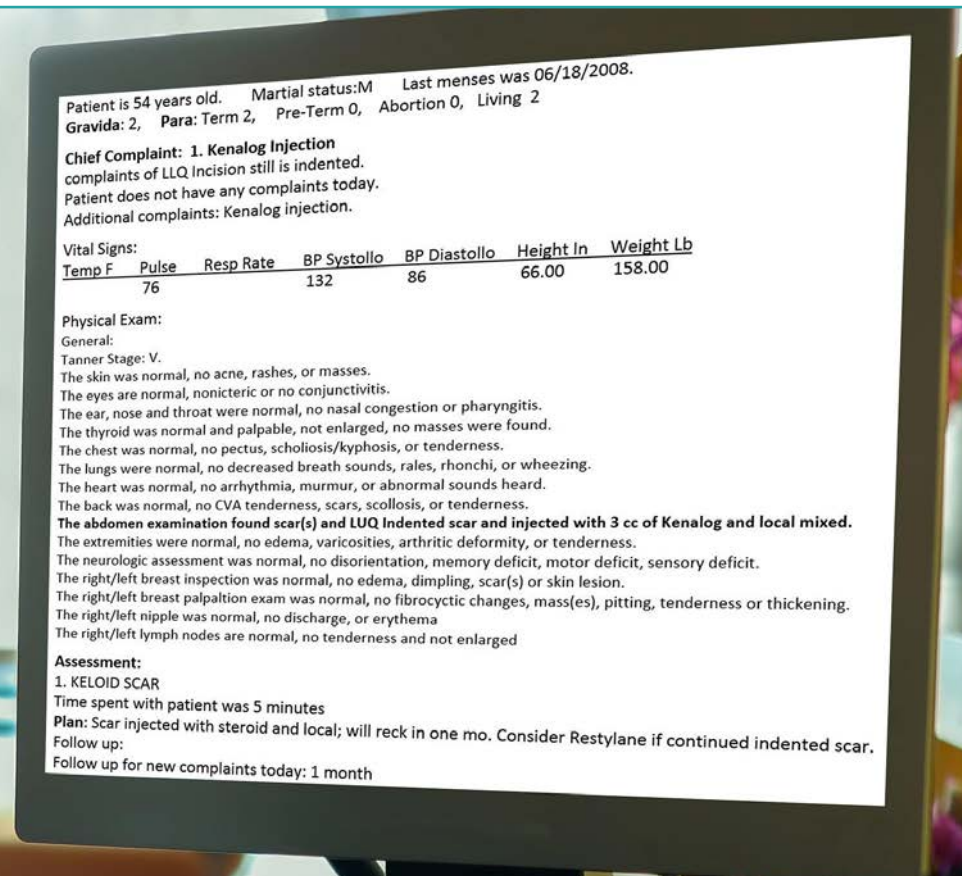 Patient is 54 years old. Martial status:M Last menses was 06/18/2008.
Gravida: 2, Para: Term 2, Pre-Term 0, Abortion 0, Living 2
Chief Complaint: 1. Kenalog Injection
complaints of LLQ Incision still is indented.
Patient does not have any complaints today.
Additional complaints: Kenalog injection.
Vital Signs:
Temp F Pulse Resp Rate BP Systollo BP Diastollo Height In Weight Lb
76 132 86 66.00 158.00
Physical Exam:
General:
Tanner Stage: V.
The skin was normal, no acne, rashes, or masses.
The eyes are normal, nonicteric or no conjunctivitis.
The ear, nose and throat were normal, no nasal congestion or pharyngitis.
The thyroid was normal and palpable, not enlarged, no masses were found.
The chest was normal, no pectus, scholiosis/kyphosis, or tenderness.
The lungs were normal, no decreased breath sounds, rales, rhonchi, or wheezing.
The heart was normal, no arrhythmia, murmur, or abnormal sounds heard.
The back was normal, no CVA tenderness, scars, scollosis, or tenderness.
The abdomen examination found scar(s) and LUQ Indented scar and injected with 3 cc of Kenalog and local mixed.
The extremities were normal, no edema, varicosities, arthritic deformity, or tenderness.
The neurologic assessment was normal, no disorientation, memory deficit, motor deficit, sensory deficit.
The right/left breast inspection was normal, no edema, dimpling, scar(s) or skin lesion.
The right/left breast palpaltion exam was normal, no fibrocyctic changes, mass(es), pitting, tenderness or thickening.
The right/left nipple was normal, no discharge, or erythema
The right/left lymph nodes are normal, no tenderness and not enlarged
Assessment:
1. KELOID SCAR
Time spent with patient was 5 minutes
Plan: Scar injected with steroid and local; will reck in one mo. Consider Restylane if continued indented scar.
Follow up:
Follow up for new complaints today: 1 month